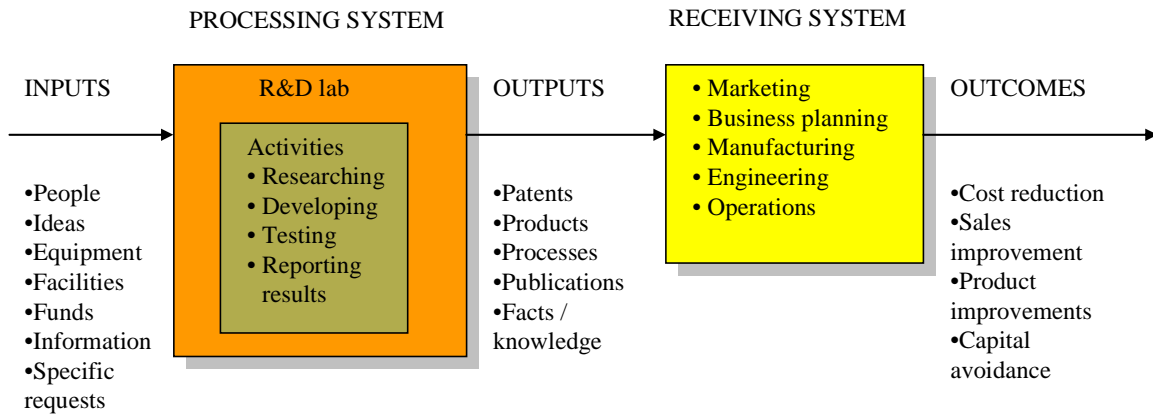 PROCESSING SYSTEM
RECEIVING SYSTEM
INPUTS
•People
•Ideas
•Equipment
•Facilities
•Funds
•Information
•Specific
requests
R&D lab
Activities
• Researching
• Developing
• Testing
• Reporting
results
OUTPUTS
•Patents
•Products
•Processes
•Publications
•Facts /
knowledge
• Marketing
• Business planning
• Manufacturing
• Engineering
• Operations
OUTCOMES
•Cost reduction
•Sales
improvement
•Product
improvements
•Capital
avoidance